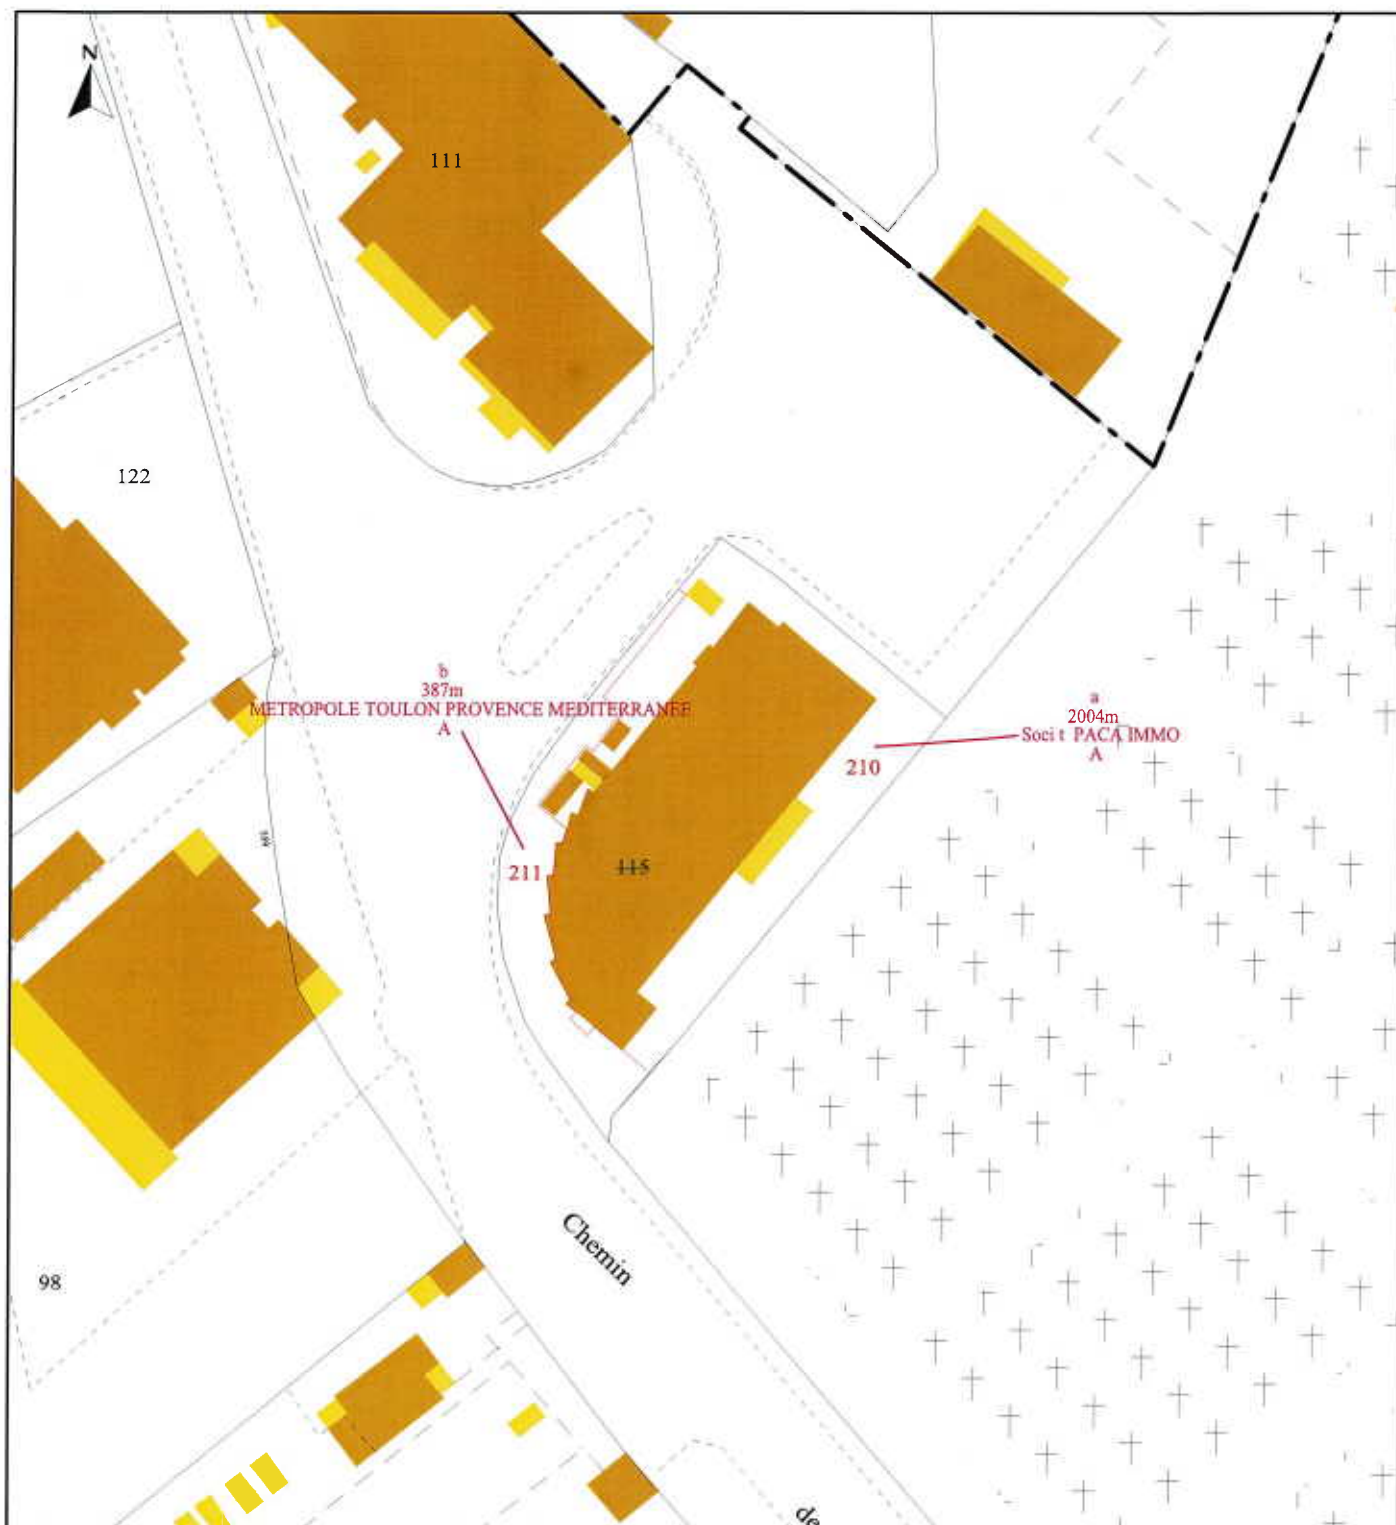 N
111
122
b
387m
METROPOLE TOULON PROVENCE MEDITERRANEE
A
a
2004m
Soci t PACA IMMO
A
210
211
115
Chemin
98
de